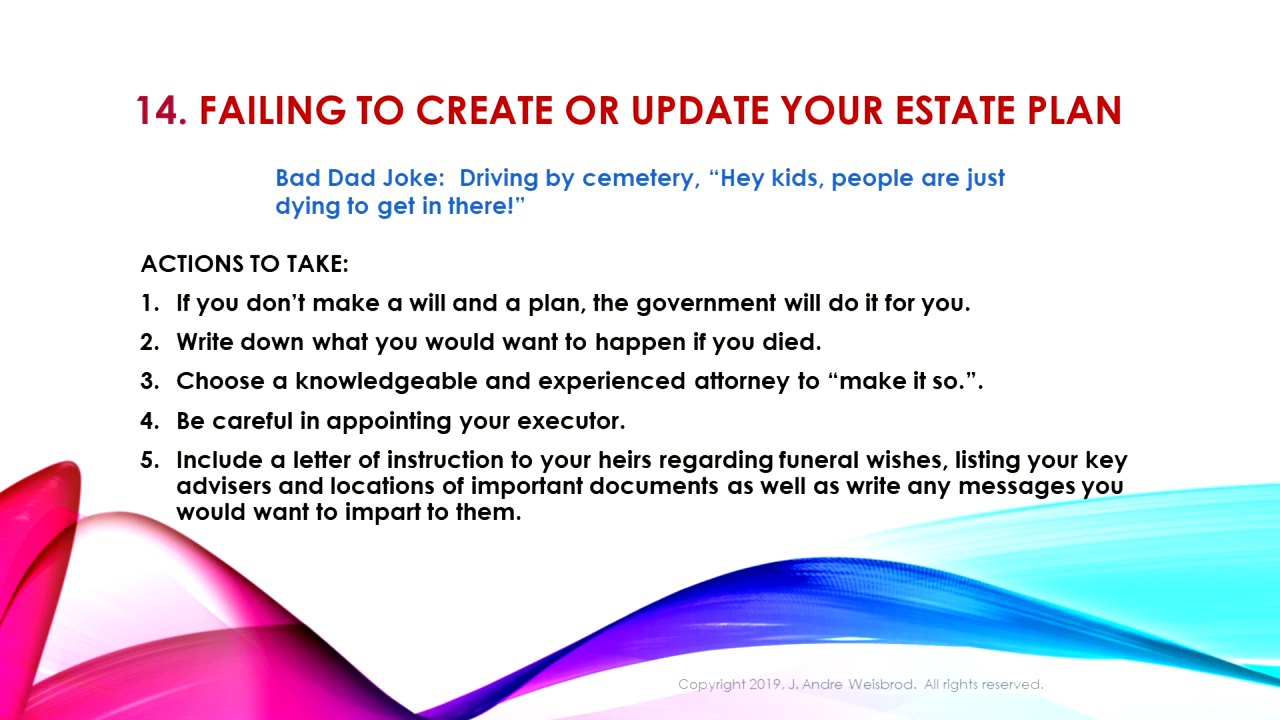 14. FAILING TO CREATE OR UPDATE YOUR ESTATE PLAN
Bad Dad Joke:  Driving by cemetery, “Hey kids, people are just
dying to get in there!”
ACTIONS TO TAKE:
1. If you don’t make a will and a plan, the government will do it for you.
2. Write down what you would want to happen if you died.
3. Choose a knowledgeable and experienced attorney to “make it so.”.
4. Be careful in appointing your executor.
5. Include a letter of instruction to your heirs regarding funeral wishes, listing your key
advisers and locations of important documents as well as write any messages you
would want to impart to them.
Copyright 2019, J. Andre Weisbrod.  All rights reserved.